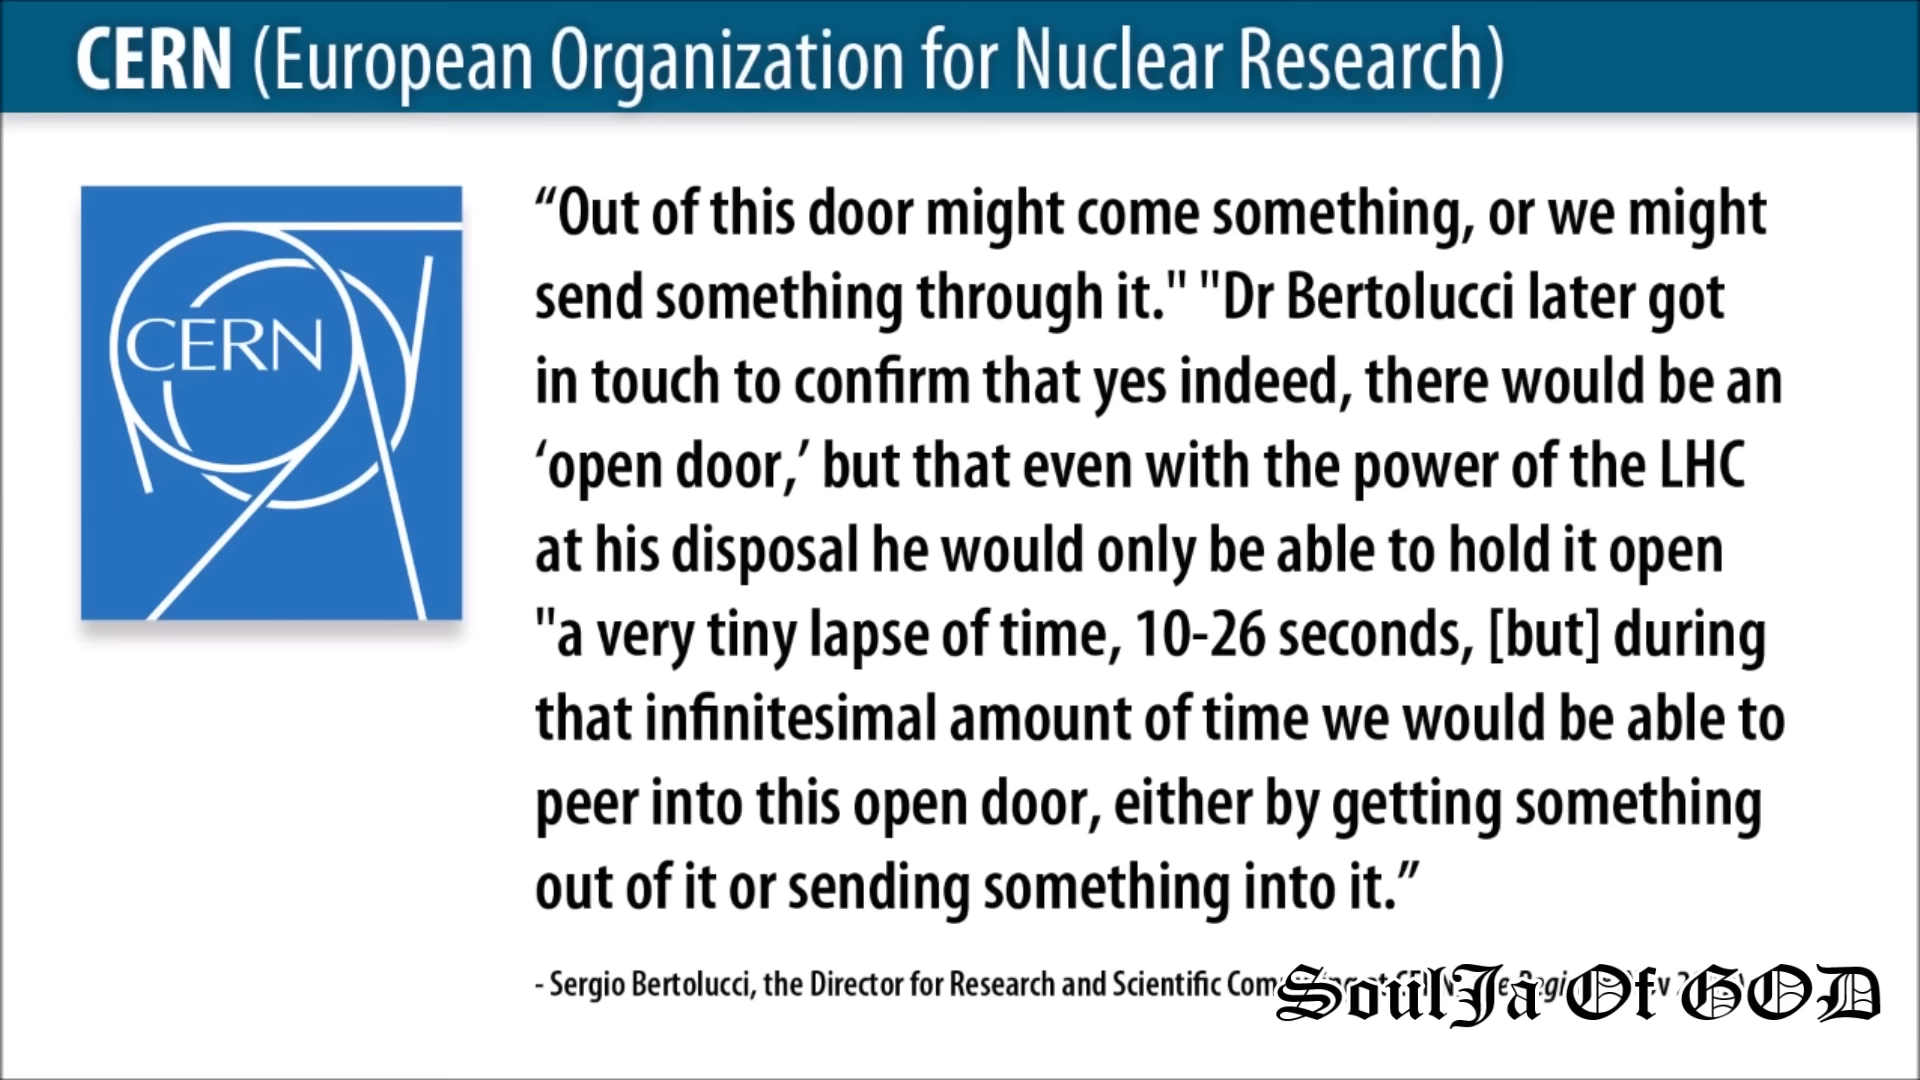 CERN (European Organization for Nuclear Research)
CERN
“Out of this door might come something, or we might
send something through it." "Dr Bertolucci later got
in touch to confirm that yes indeed, there would be an
‘open door,’ but that even with the power of the LHC
at his disposal he would only be able to hold it open
"a very tiny lapse of time, 10-26 seconds, [but] during
that infinitesimal amount of time we would be able to
peer into this open door, either by getting something
out of it or sending something into it.”
- Sergio Bertolucci, the Director for Research and Scientific
SoulJa Of GOD